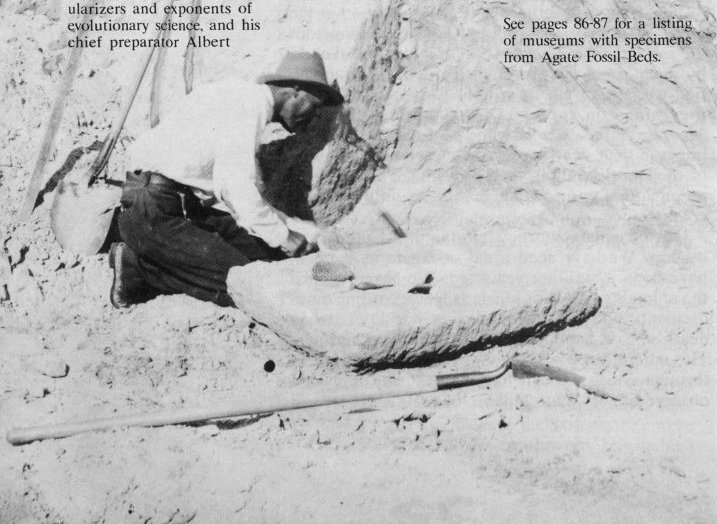 ularizers and exponents of
evolutionary science, and his
chief preparator Albert
See pages 86-87 for a listing
of museums with specimens
from Agate Fossil Beds.